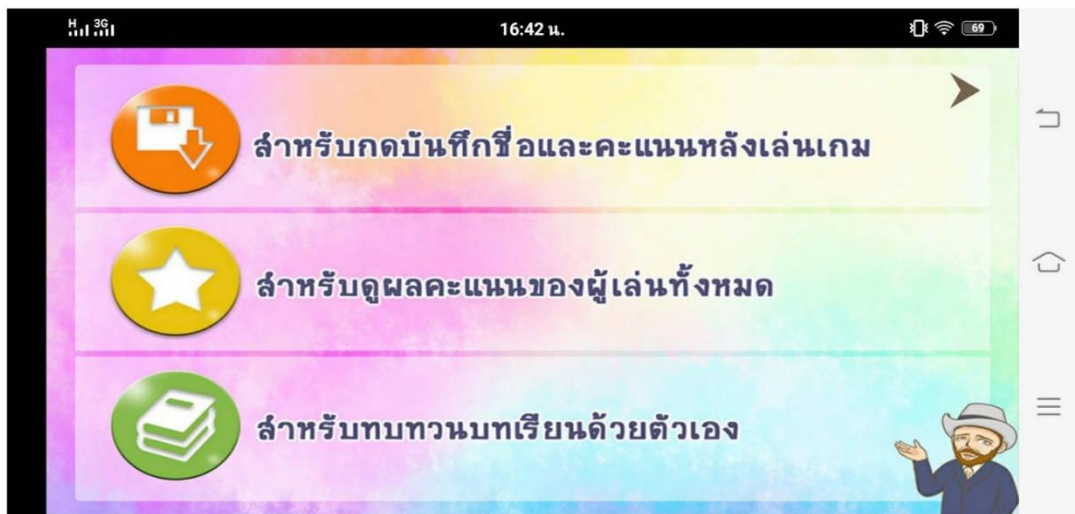 H 3G 16:42 น. 69
สำหรับกดบันทึกชื่อและคะแนนหลังเล่นเกม
สำหรับดูผลคะแนนของผู้เล่นทั้งหมด
สำหรับทบทวนบทเรียนด้วยตัวเอง